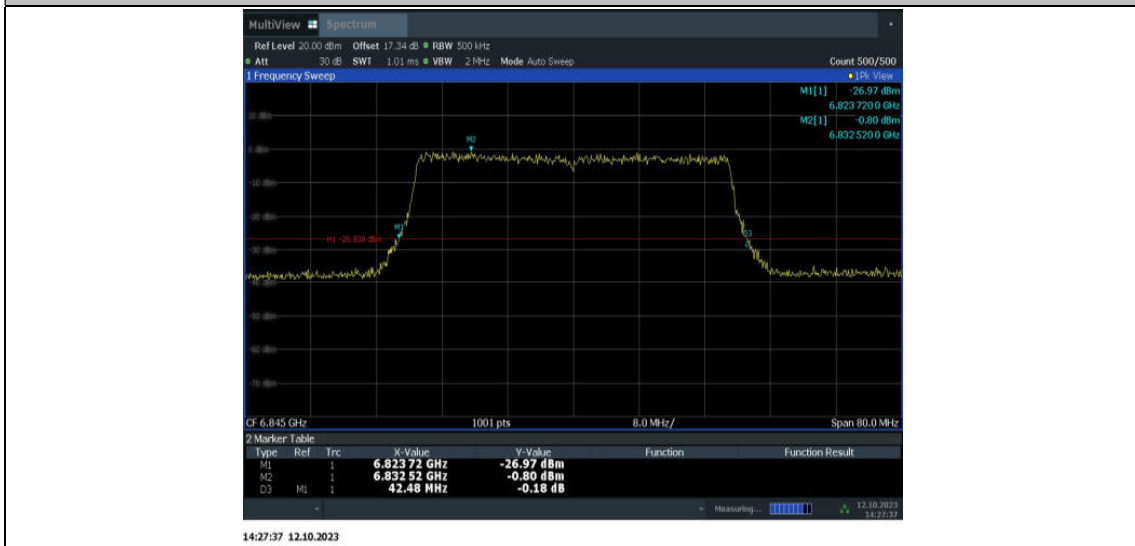 MultiView Spectrum
Ref Level 20.00 dBm Offset 17.34 dB RBW 500 kHz
Att 30 dB SWT 1.01 ms VBW 2 MHz Mode Auto Sweep Count 500/500
1 Frequency Sweep 1Pk View
M1[1] -26.97 dBm
6.823 720 0 GHz
M2[1] -0.80 dBm
6.832 520 0 GHz
10 dBm
M2
0 dBm
-10 dBm
-20 dBm
M1
D3
H1 -26.800 dBm
-30 dBm
-40 dBm
-50 dBm
-60 dBm
-70 dBm
CF 6.845 GHz 1001 pts 8.0 MHz/ Span 80.0 MHz
2 Marker Table
Type Ref Trc X-Value Y-Value Function Function Result
M1 1 6.823 72 GHz -26.97 dBm
M2 1 6.832 52 GHz -0.80 dBm
D3 M1 1 42.48 MHz -0.18 dB
Measuring... 12.10.2023
14:27:37
14:27:37 12.10.2023